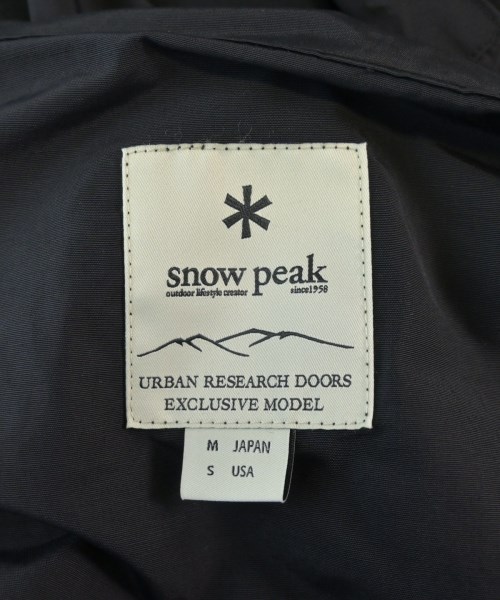 snow peak
outdoor lifestyle creator since1958
URBAN RESEARCH DOORS
EXCLUSIVE MODEL
M JAPAN
S USA